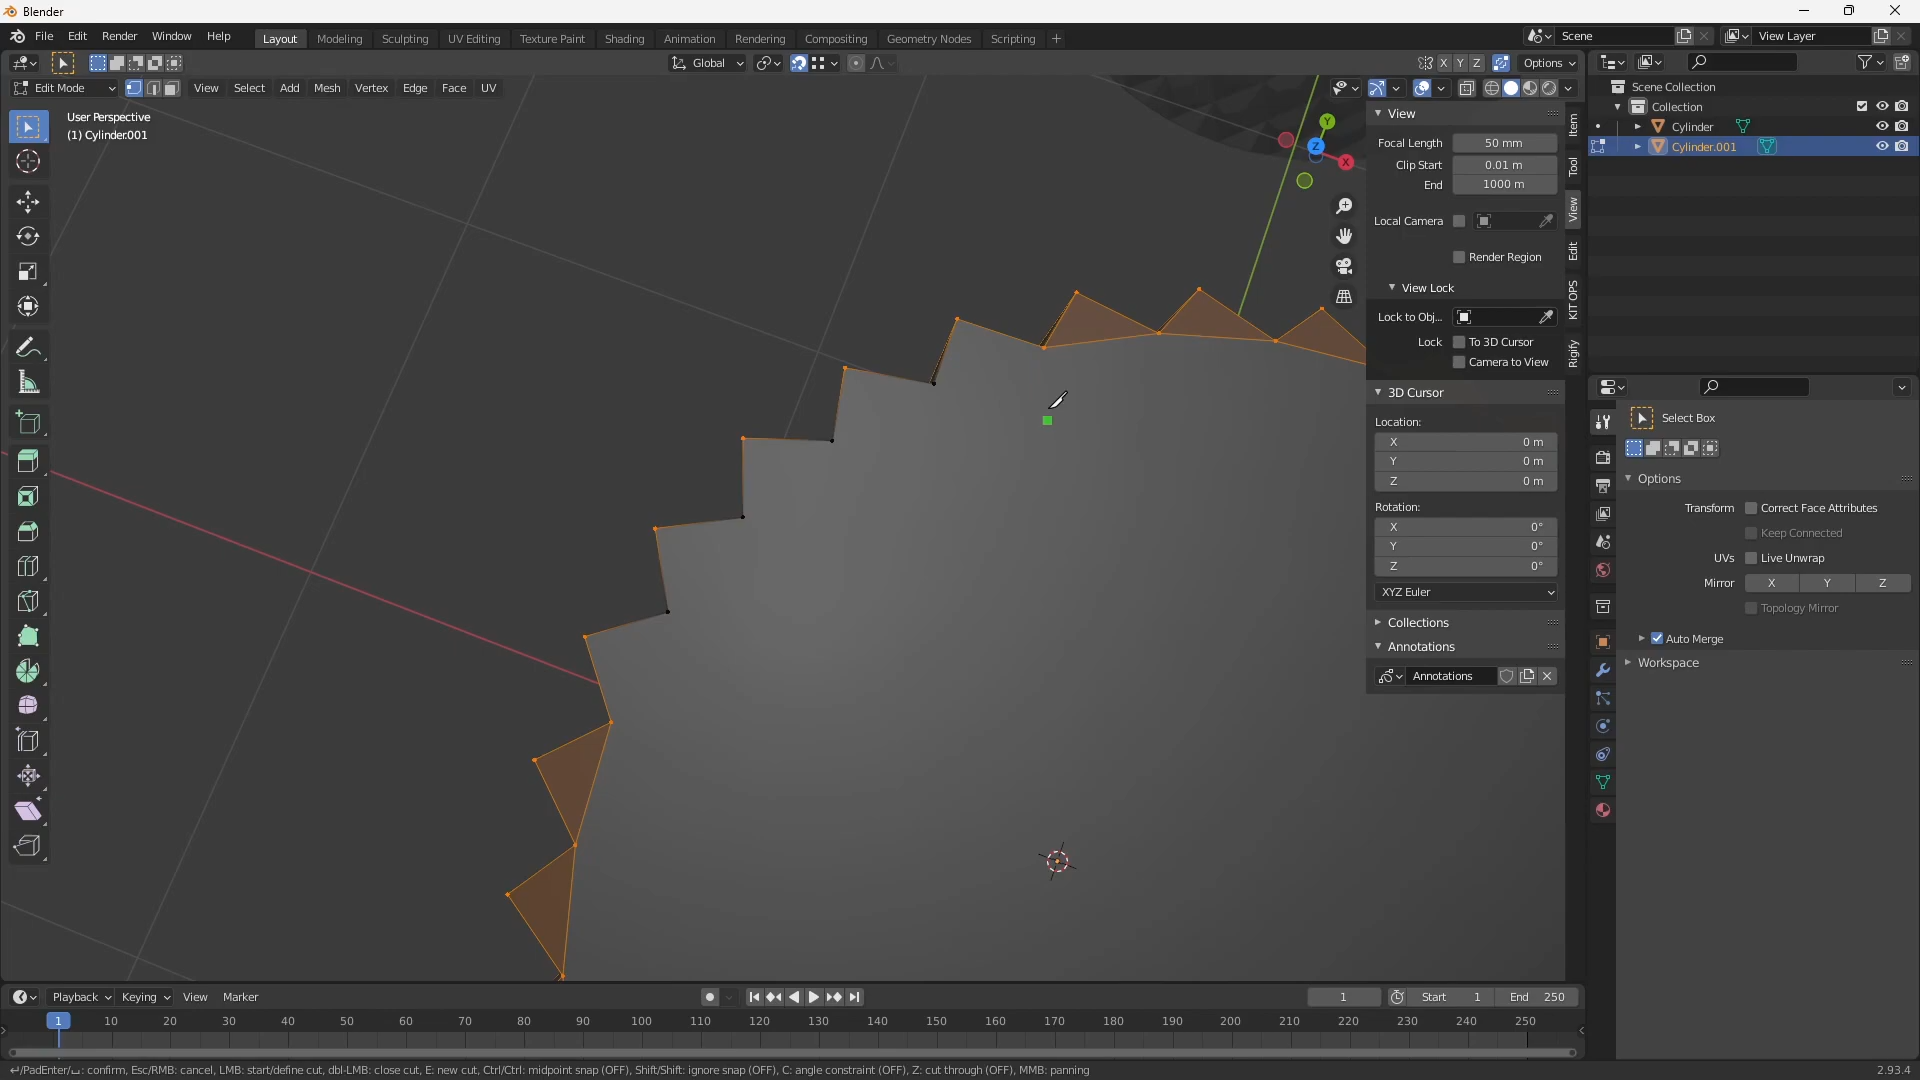 Blender
File Edit Render Window Help Layout Modeling Sculpting UV Editing Texture Paint Shading Animation Rendering Compositing Geometry Nodes Scripting + Scene View Layer
Global X Y Z Options
Edit Mode View Select Add Mesh Vertex Edge Face UV
User Perspective
(1) Cylinder.001
Y
Z
X
View
Focal Length 50 mm
Clip Start 0.01 m
End 1000 m
Local Camera
Render Region
View Lock
Lock to Obj...
Lock To 3D Cursor
Camera to View
3D Cursor
Location:
X 0 m
Y 0 m
Z 0 m
Rotation:
X 0°
Y 0°
Z 0°
XYZ Euler
Collections
Annotations
Annotations
Item
Tool
View
Edit
KIT OPS
Rigify
Scene Collection
Collection
Cylinder
Cylinder.001
Select Box
Options
Transform Correct Face Attributes
Keep Connected
UVs Live Unwrap
Mirror X Y Z
Topology Mirror
Auto Merge
Workspace
Playback Keying View Marker 1 Start 1 End 250
1 10 20 30 40 50 60 70 80 90 100 110 120 130 140 150 160 170 180 190 200 210 220 230 240 250
↵/PadEnter/⎵: confirm, Esc/RMB: cancel, LMB: start/define cut, dbl-LMB: close cut, E: new cut, Ctrl/Ctrl: midpoint snap (OFF), Shift/Shift: ignore snap (OFF), C: angle constraint (OFF), Z: cut through (OFF), MMB: panning 2.93.4